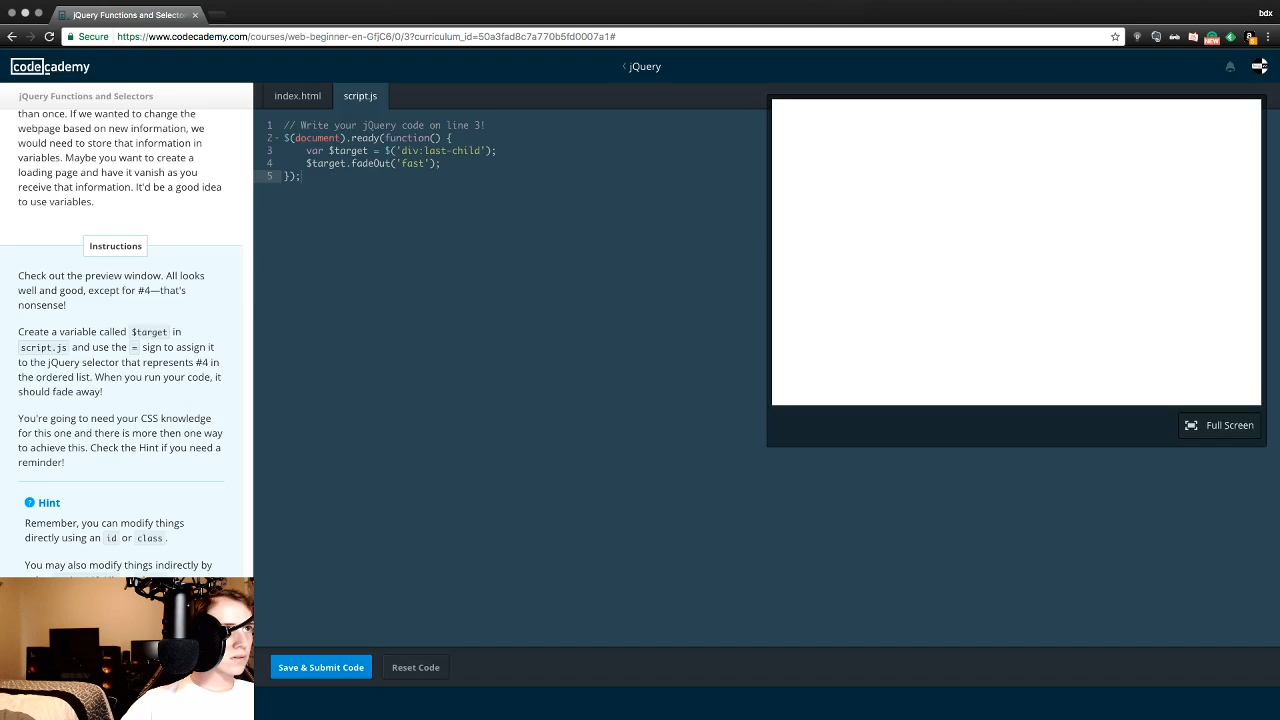 jQuery Functions and Selecto
bdx
Secure
https://www.codecademy.com/courses/web-beginner-en-GfjC6/0/3?curriculum_id=50a3fad8c7a770b5fd0007a1#
NEW
codecademy
jQuery
jQuery Functions and Selectors
than once. If we wanted to change the
webpage based on new information, we
would need to store that information in
variables. Maybe you want to create a
loading page and have it vanish as you
receive that information. It'd be a good idea
to use variables.
Instructions
Check out the preview window. All looks
well and good, except for #4—that's
nonsense!
Create a variable called $target in
script.js and use the = sign to assign it
to the jQuery selector that represents #4 in
the ordered list. When you run your code, it
should fade away!
You're going to need your CSS knowledge
for this one and there is more then one way
to achieve this. Check the Hint if you need a
reminder!
? Hint
Remember, you can modify things
directly using an id or class.
You may also modify things indirectly by
index.html script.js
1 // Write your jQuery code on line 3!
2 $(document).ready(function() {
3 var $target = $('div:last-child');
4 $target.fadeOut('fast');
5 });
Full Screen
Save & Submit Code
Reset Code